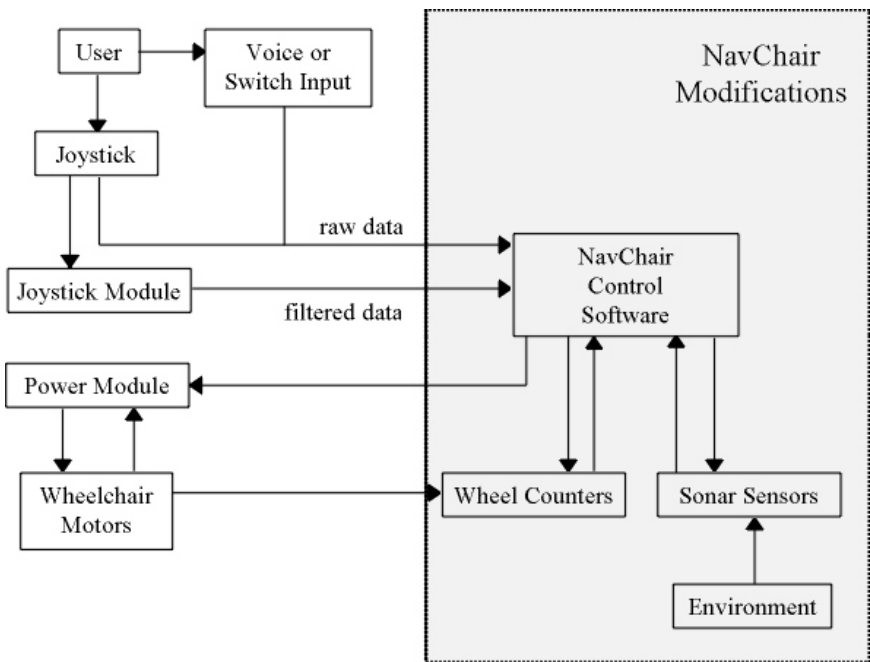 User
Voice or
Switch Input
NavChair
Modifications
Joystick
raw data
NavChair
Control
Software
Joystick Module
filtered data
Power Module
Wheelchair
Motors
Wheel Counters
Sonar Sensors
Environment